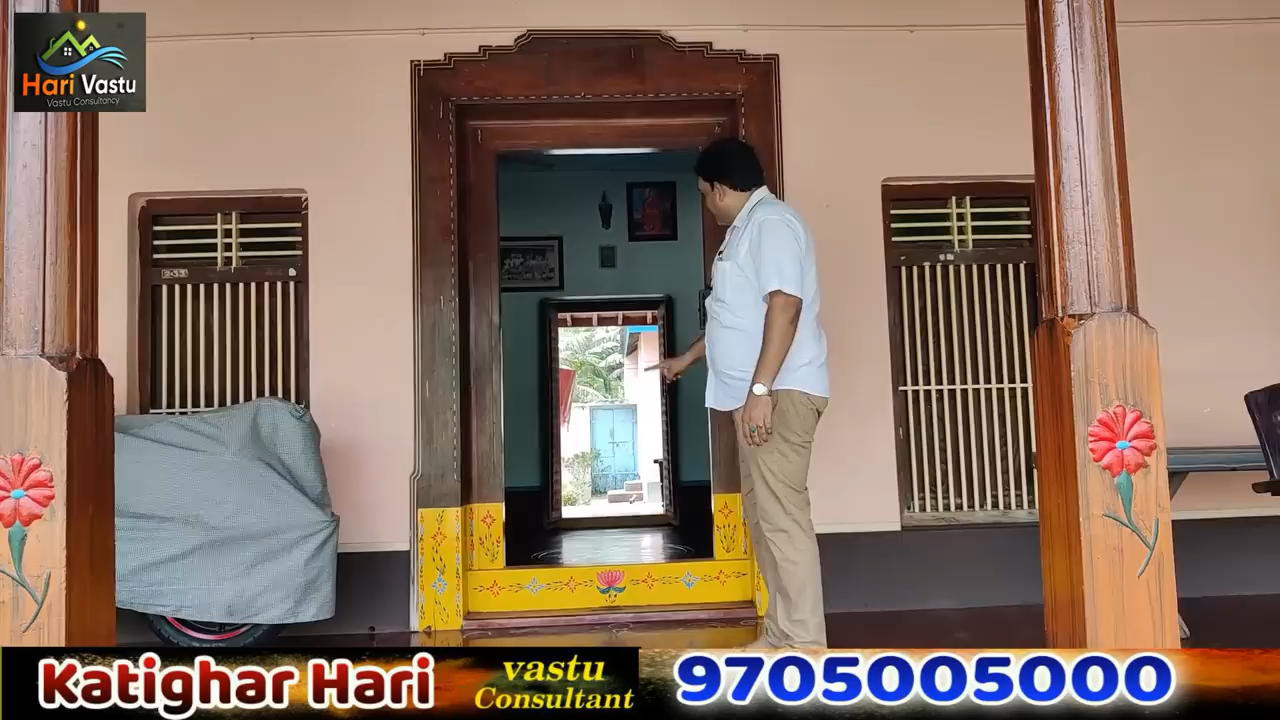 Hari Vastu
Vastu Consultancy
Katighar Hari
vastu
Consultant
9705005000